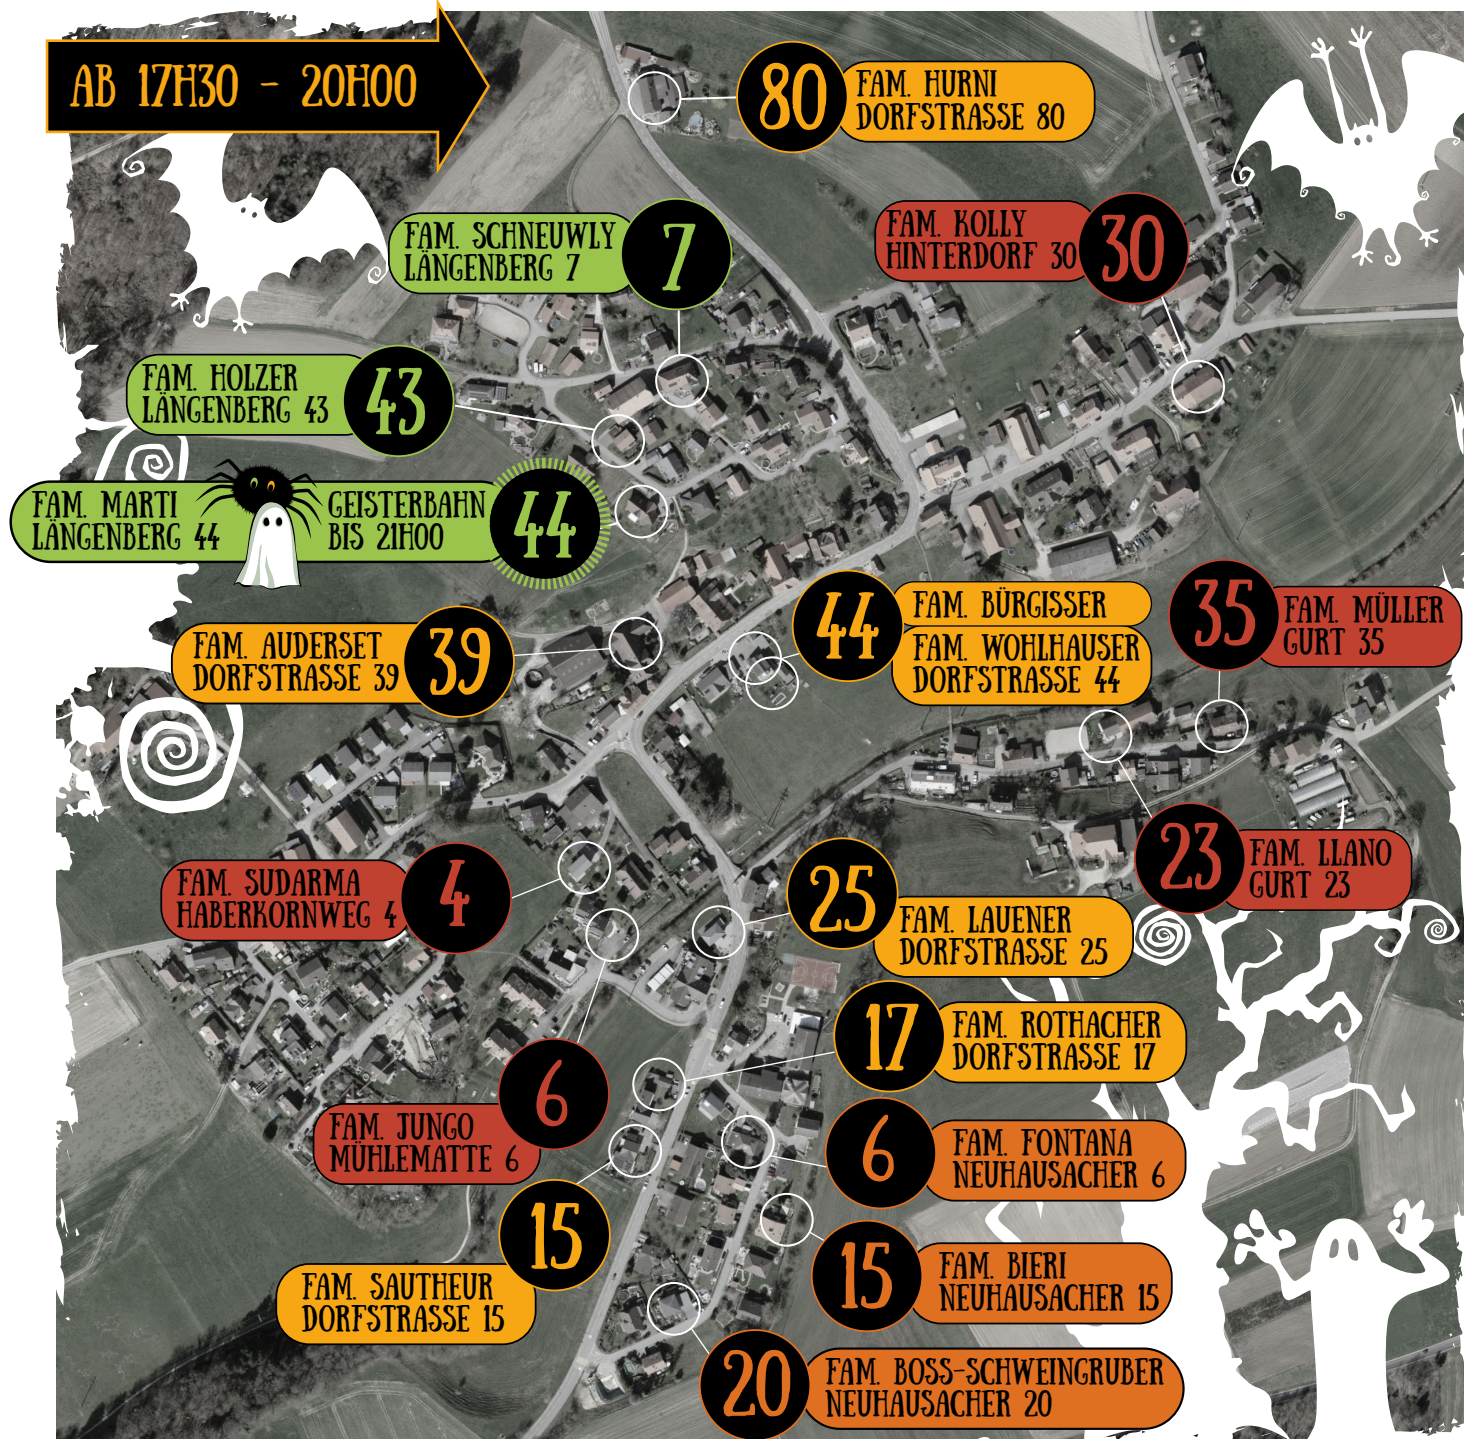 AB 17H30 - 20H00
80
FAM. HURNI
DORFSTRASSE 80
FAM. SCHNEUWLY
LÄNGENBERG 7
7
FAM. KOLLY
HINTERDORF 30
30
FAM. HOLZER
LÄNGENBERG 43
43
FAM. MARTI
LÄNGENBERG 44
GEISTERBAHN
BIS 21H00
44
44
FAM. BÜRGISSER
FAM. WOHLHAUSER
DORFSTRASSE 44
35
FAM. MÜLLER
GURT 35
FAM. AUDERSET
DORFSTRASSE 39
39
23
FAM. LLANO
GURT 23
FAM. SUDARMA
HABERKORNWEG 4
4
25
FAM. LAUENER
DORFSTRASSE 25
17
FAM. ROTHACHER
DORFSTRASSE 17
6
FAM. JUNGO
MÜHLEMATTE 6
6
FAM. FONTANA
NEUHAUSACHER 6
15
FAM. SAUTHEUR
DORFSTRASSE 15
15
FAM. BIERI
NEUHAUSACHER 15
20
FAM. BOSS-SCHWEINGRUBER
NEUHAUSACHER 20